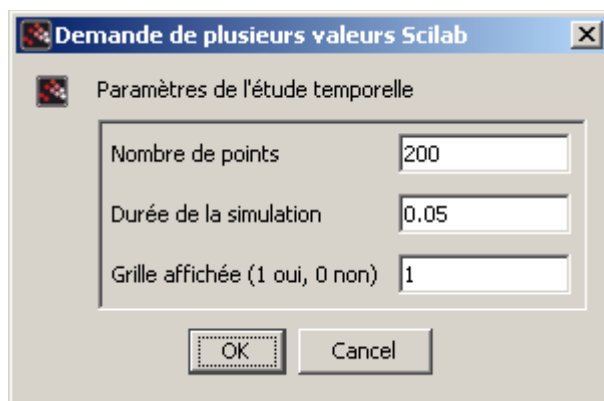 Demande de plusieurs valeurs Scilab
Paramètres de l'étude temporelle
Nombre de points 200
Durée de la simulation 0.05
Grille affichée (1 oui, 0 non) 1
OK Cancel